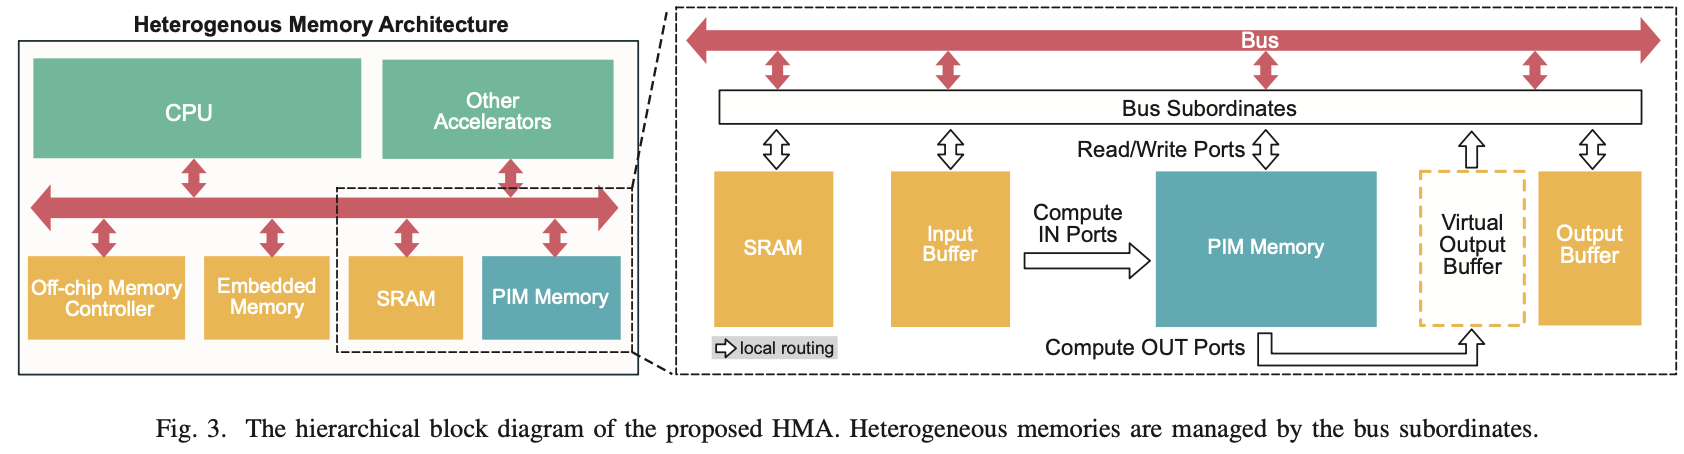 Heterogenous Memory Architecture
CPU
Other
Accelerators
Off-chip Memory
Controller
Embedded
Memory
SRAM
PIM Memory
Bus
Bus Subordinates
Read/Write Ports
SRAM
Input
Buffer
Compute
IN Ports
PIM Memory
Virtual
Output
Buffer
Output
Buffer
local routing
Compute OUT Ports
Fig. 3. The hierarchical block diagram of the proposed HMA. Heterogeneous memories are managed by the bus subordinates.